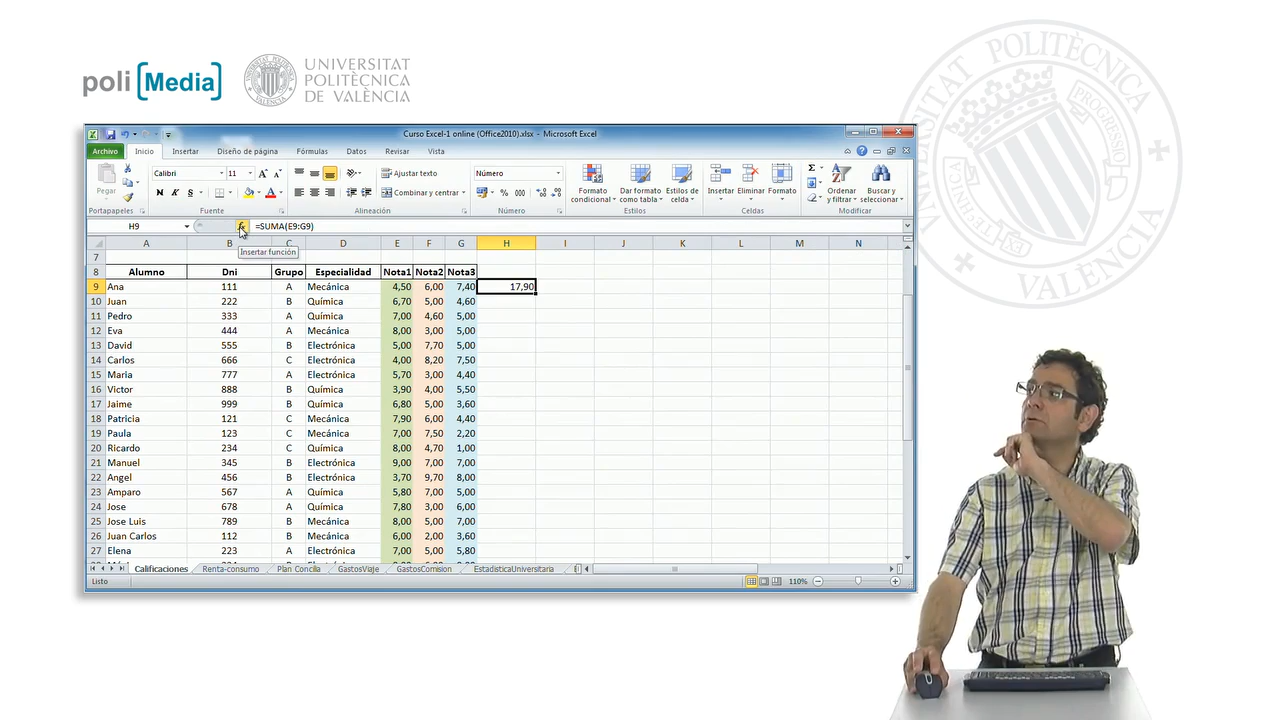 poli [Media]
UNIVERSITAT
POLITÈCNICA
DE VALÈNCIA
UNIVERSITAT POLITÈCNICA
DE VALÈNCIA
PROGRESIO
Curso Excel-1 online (Office2010).xlsx - Microsoft Excel
Archivo Inicio Insertar Diseño de página Fórmulas Datos Revisar Vista
Pegar Calibri 11 Ajustar texto Número
N K S Combinar y centrar % 000
Formato condicional Dar formato como tabla Estilos de celda Insertar Eliminar Formato Ordenar y filtrar Buscar y seleccionar
Portapapeles Fuente Alineación Número Estilos Celdas Modificar
H9 =SUMA(E9:G9)
Insertar función
A B C D E F G H I J K L M N
7
8 Alumno Dni Grupo Especialidad Nota1 Nota2 Nota3
9 Ana 111 A Mecánica 4,50 6,00 7,40 17,90
10 Juan 222 B Química 6,70 5,00 4,60
11 Pedro 333 A Química 7,00 4,60 5,00
12 Eva 444 A Mecánica 8,00 3,00 5,00
13 David 555 B Electrónica 5,00 7,70 5,00
14 Carlos 666 C Electrónica 4,00 8,20 7,50
15 Maria 777 A Electrónica 5,70 3,00 4,40
16 Victor 888 B Química 3,90 4,00 5,50
17 Jaime 999 B Química 6,80 5,00 3,60
18 Patricia 121 C Mecánica 7,90 6,00 4,40
19 Paula 123 C Mecánica 7,00 7,50 2,20
20 Ricardo 234 C Química 8,00 4,70 1,00
21 Manuel 345 B Electrónica 9,00 7,00 7,00
22 Angel 456 B Electrónica 3,70 9,70 8,00
23 Amparo 567 A Química 5,80 7,00 5,00
24 Jose 678 A Química 7,80 3,00 6,00
25 Jose Luis 789 B Mecánica 8,00 5,00 7,00
26 Juan Carlos 112 B Mecánica 6,00 2,00 3,60
27 Elena 223 A Electrónica 7,00 5,00 5,80
Calificaciones Renta-consumo Plan Concilia GastosViaje GastosComision EstadisticaUniversitaria
Listo 110%